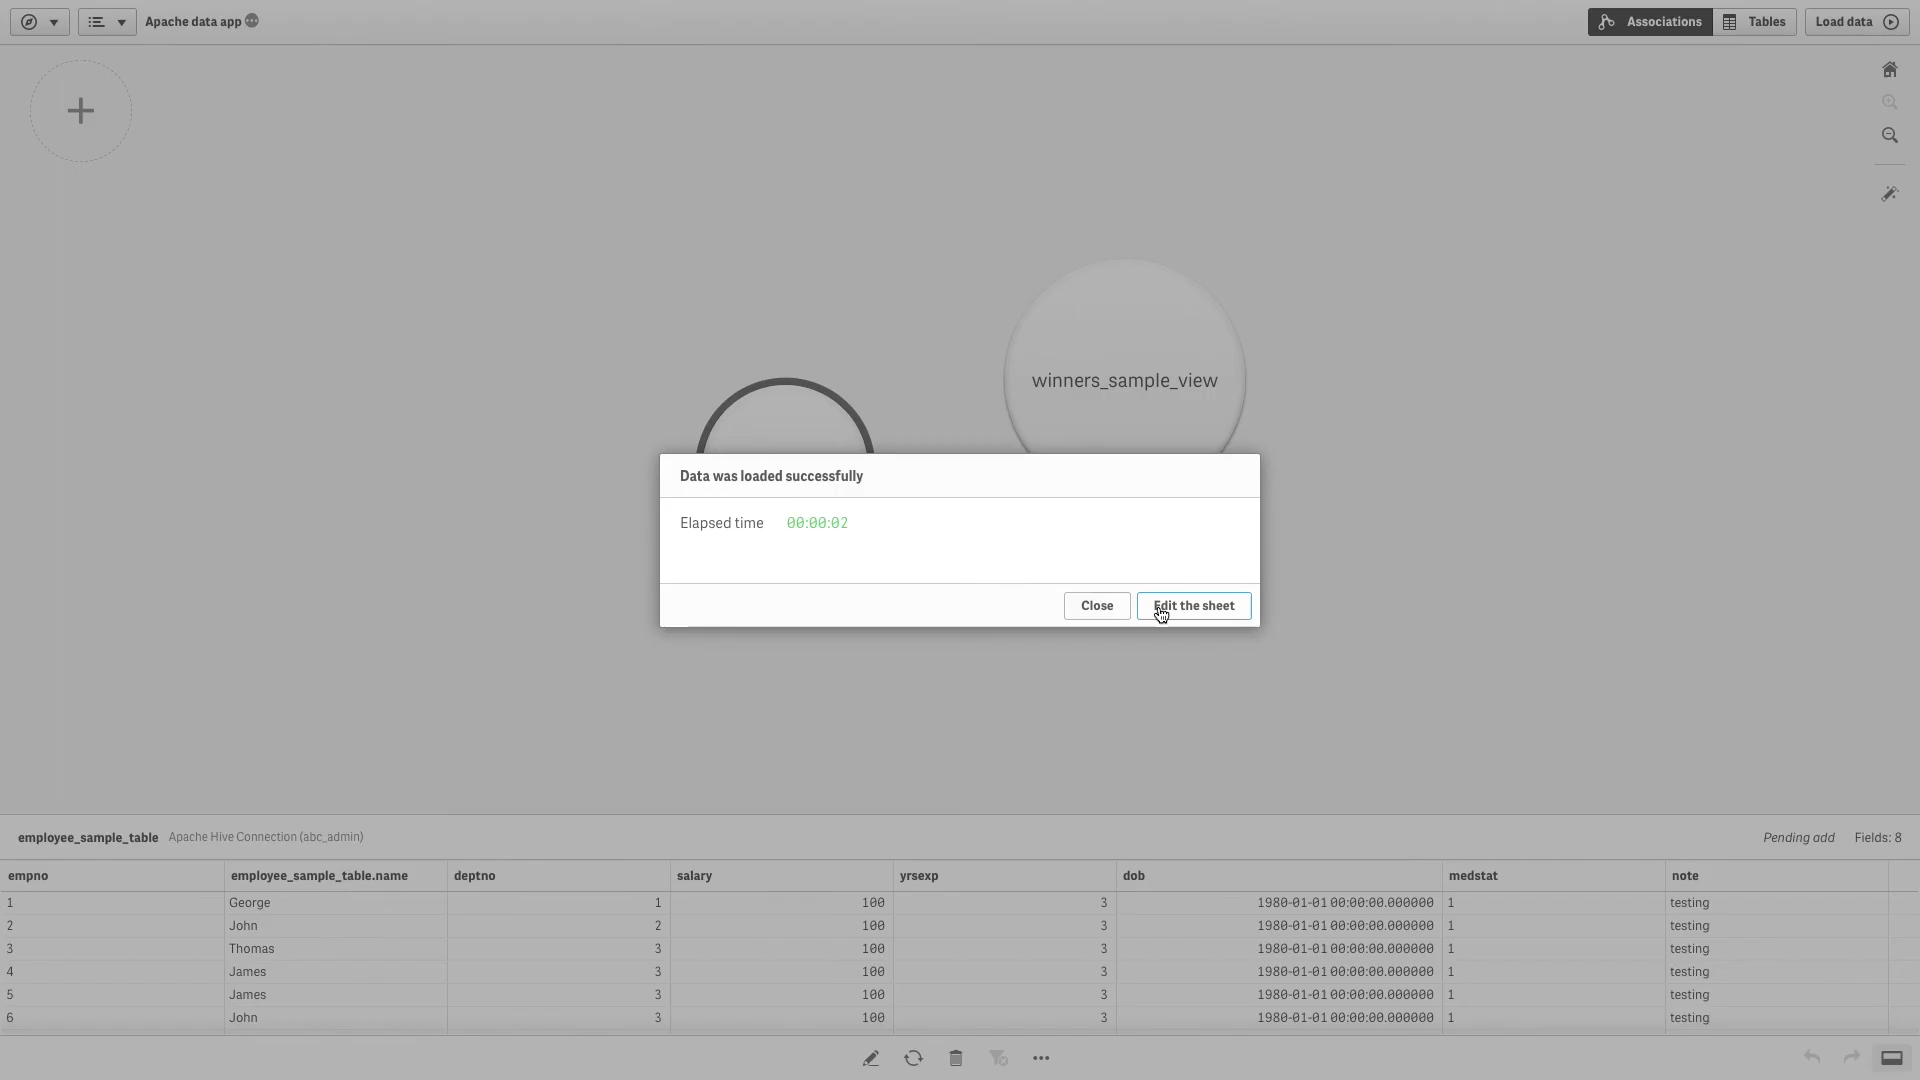 Apache data app
Associations
Tables
Load data
winners_sample_view
Data was loaded successfully
Elapsed time 00:00:02
Close
Edit the sheet
employee_sample_table Apache Hive Connection (abc_admin) Pending add Fields: 8
empno employee_sample_table.name deptno salary yrsexp dob medstat note
1 George 1 100 3 1980-01-01 00:00:00.000000 1 testing
2 John 2 100 3 1980-01-01 00:00:00.000000 1 testing
3 Thomas 3 100 3 1980-01-01 00:00:00.000000 1 testing
4 James 3 100 3 1980-01-01 00:00:00.000000 1 testing
5 James 3 100 3 1980-01-01 00:00:00.000000 1 testing
6 John 3 100 3 1980-01-01 00:00:00.000000 1 testing